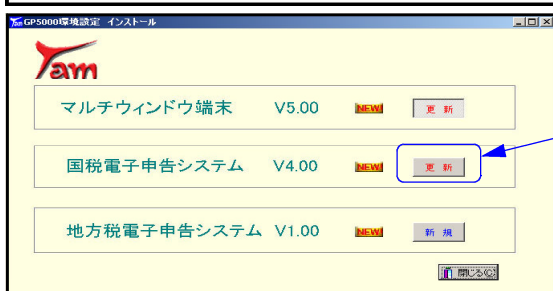 GP5000環境設定 インストール
Tam
マルチウィンドウ端末 V5.00 NEW! 更 新
国税電子申告システム V4.00 NEW! 更 新
地方税電子申告システム V1.00 NEW! 新 規
閉じる(C)